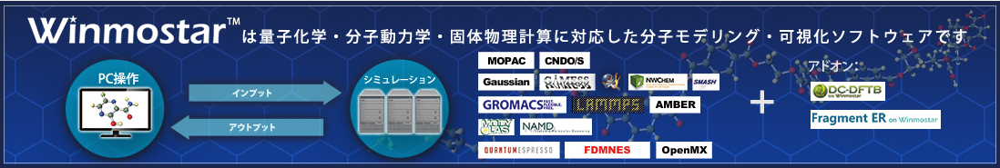 Winmostar™は量子化学・分子動力学・固体物理計算に対応した分子モデリング・可視化ソフトウェアです
PC操作
インプット
アウトプット
シミュレーション
MOPAC CNDO/S
Gaussian GAMESS NWCHEM SMASH
GROMACS FAST. FLEXIBLE. FREE. LAMMPS AMBER
MOLCAS NAMD
QUANTUMESPRESSO FDMNES OpenMX
+
アドオン:
DC-DFTB
on Winmostar
Fragment ER on Winmostar